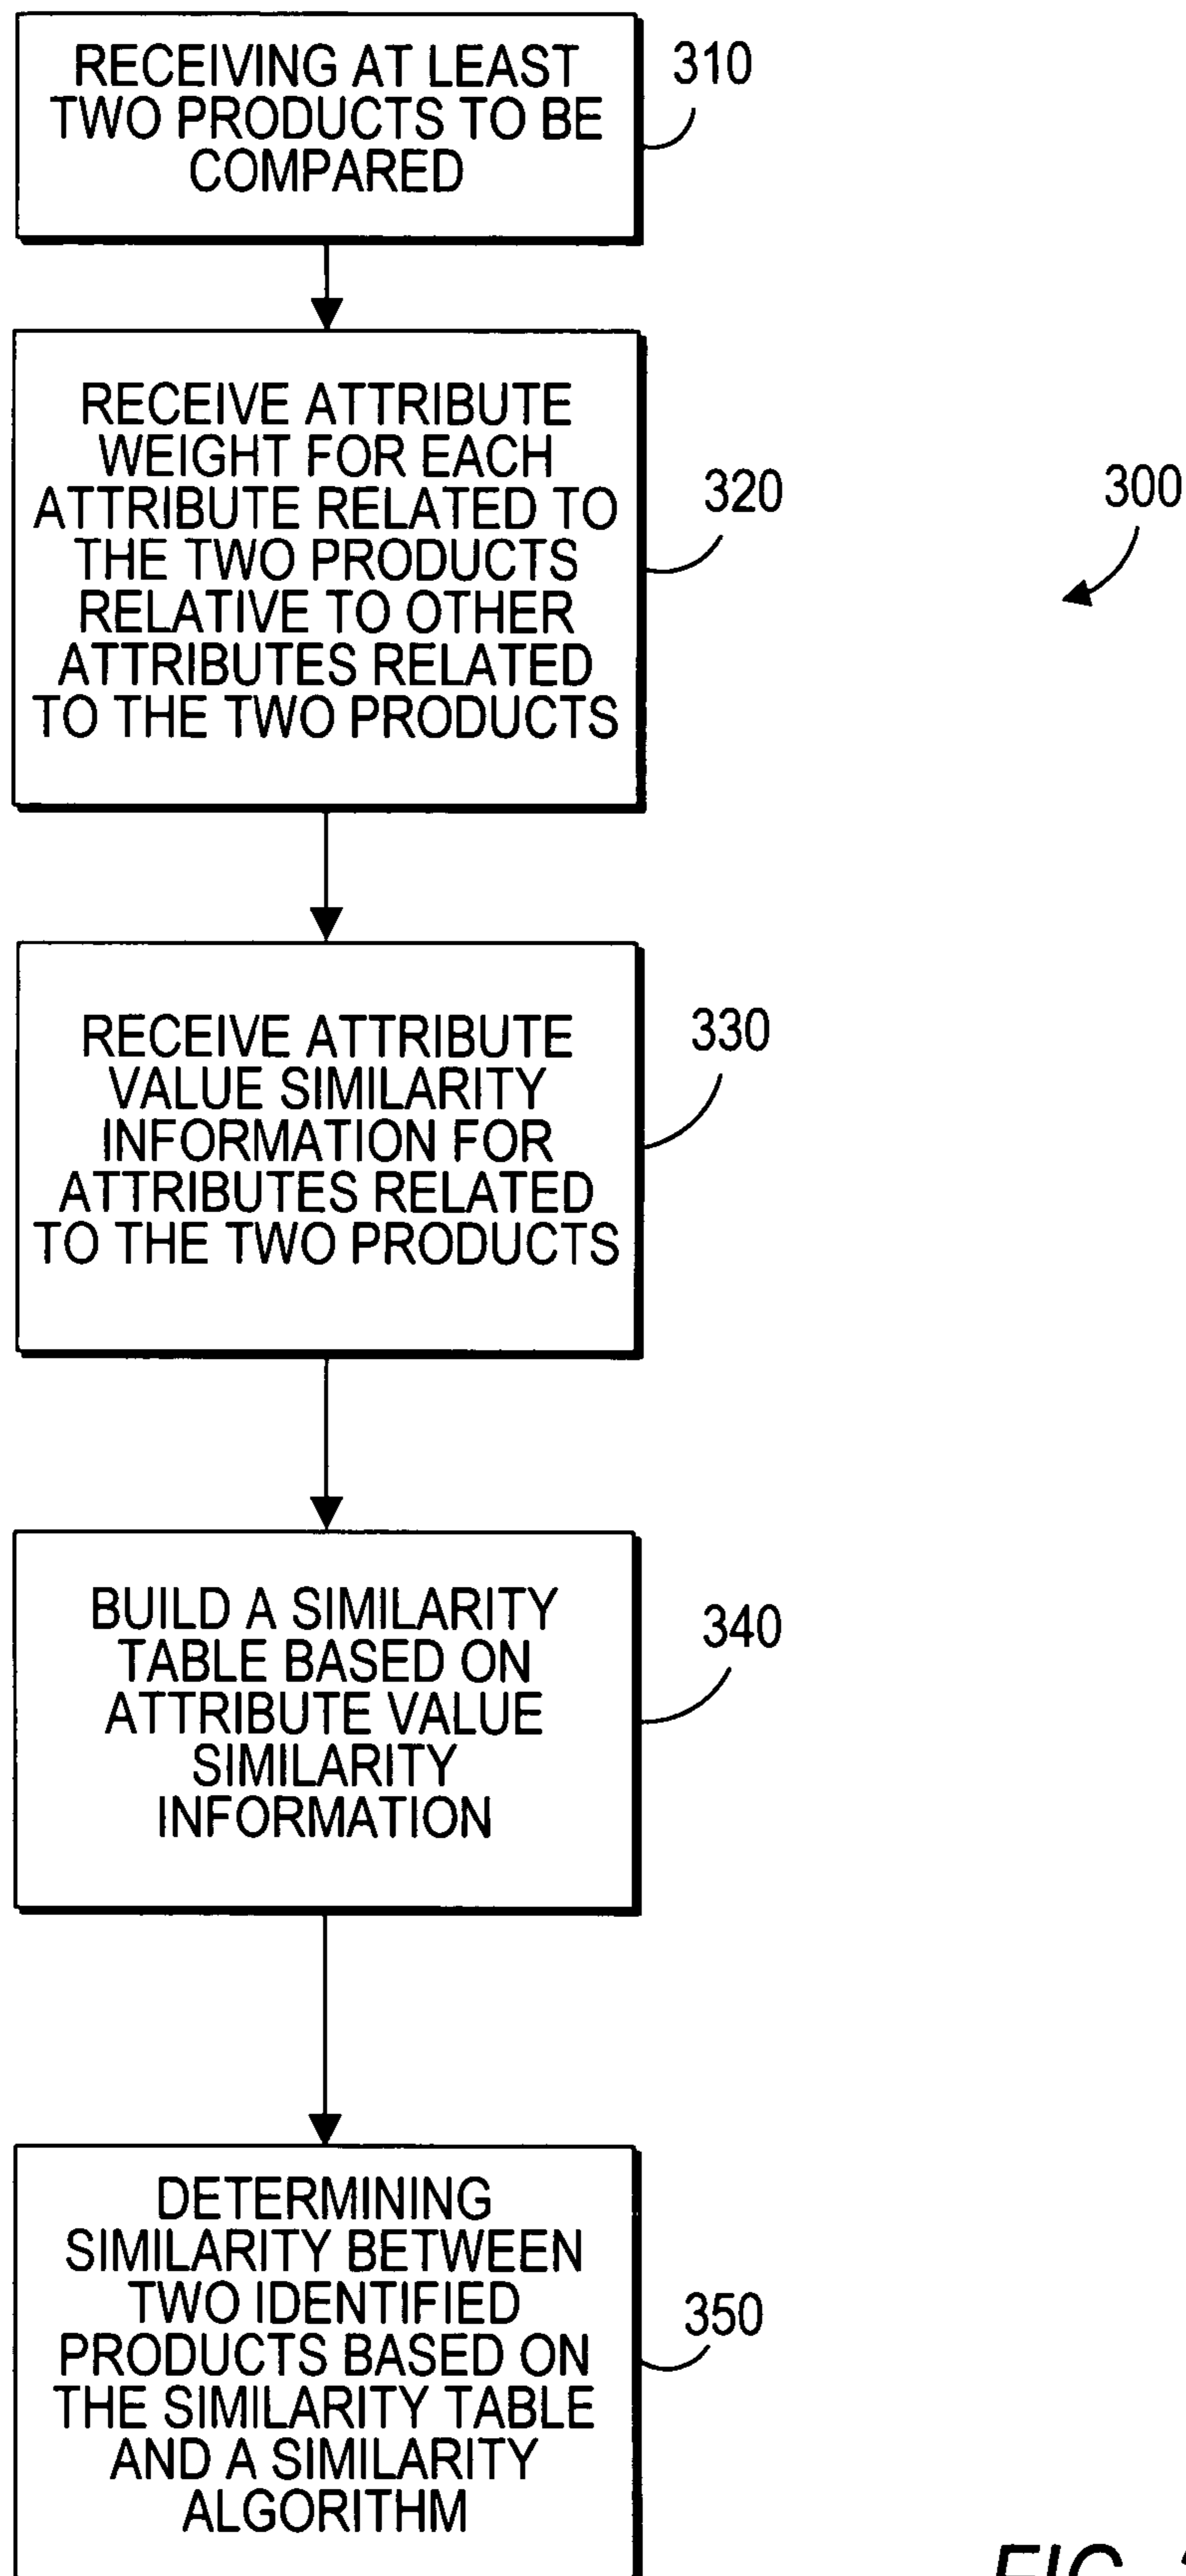 RECEIVING AT LEAST
TWO PRODUCTS TO BE
COMPARED
310
RECEIVE ATTRIBUTE
WEIGHT FOR EACH
ATTRIBUTE RELATED TO
THE TWO PRODUCTS
RELATIVE TO OTHER
ATTRIBUTES RELATED
TO THE TWO PRODUCTS
320
300
RECEIVE ATTRIBUTE
VALUE SIMILARITY
INFORMATION FOR
ATTRIBUTES RELATED
TO THE TWO PRODUCTS
330
BUILD A SIMILARITY
TABLE BASED ON
ATTRIBUTE VALUE
SIMILARITY
INFORMATION
340
DETERMINING
SIMILARITY BETWEEN
TWO IDENTIFIED
PRODUCTS BASED ON
THE SIMILARITY TABLE
AND A SIMILARITY
ALGORITHM
350
FIG.